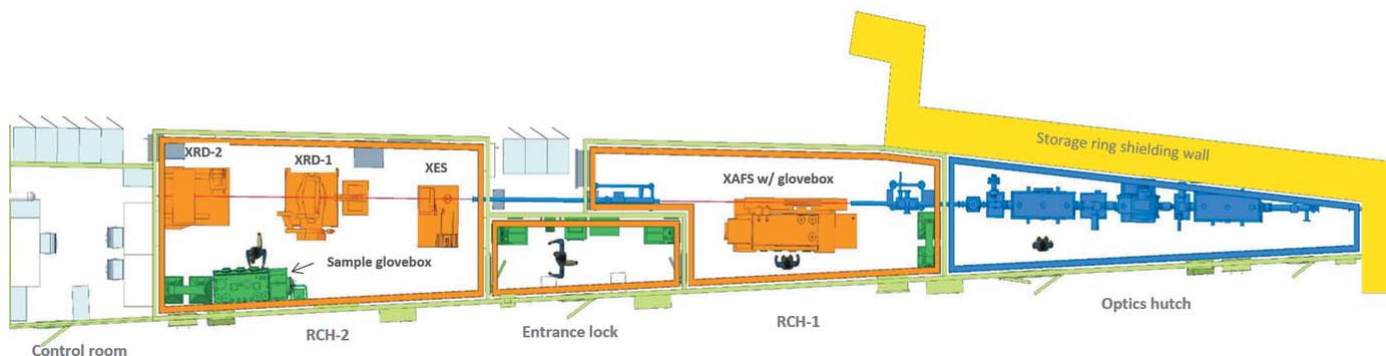 Storage ring shielding wall
XRD-2
XRD-1
XES
XAFS w/ glovebox
Sample glovebox
Optics hutch
RCH-1
Entrance lock
RCH-2
Control room